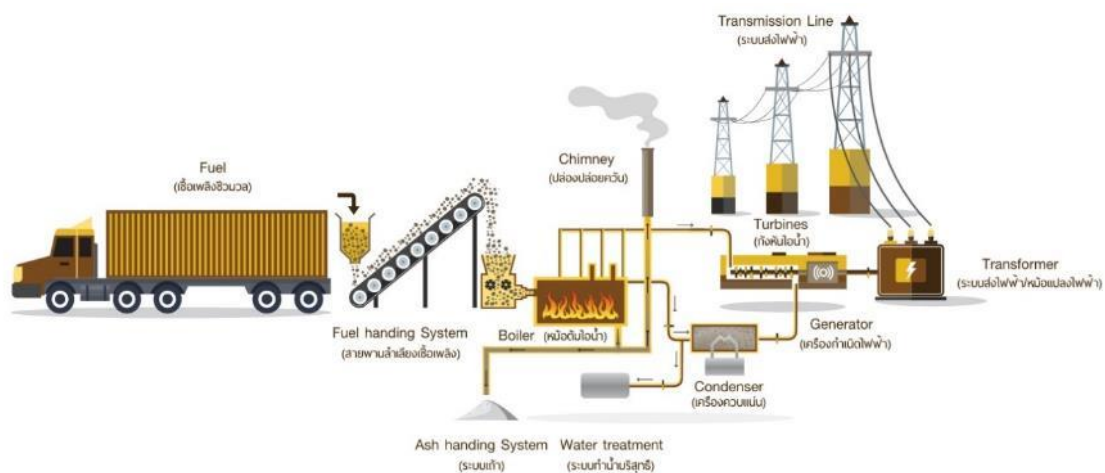 Transmission Line
(ระบบส่งไฟฟ้า)
Fuel
(เชื้อเพลิงชีวมวล)
Chimney
(ปล่องปล่อยควัน)
Turbines
(กังหันไอน้ำ)
Transformer
(ระบบส่งไฟฟ้า/หม้อแปลงไฟฟ้า)
Fuel handing System
(สายพานลำเลียงเชื้อเพลิง)
Boiler (หม้อต้มไอน้ำ)
Generator
(เครื่องกำเนิดไฟฟ้า)
Condenser
(เครื่องควบแน่น)
Ash handing System
(ระบบเถ้า)
Water treatment
(ระบบทำน้ำบริสุทธิ์)